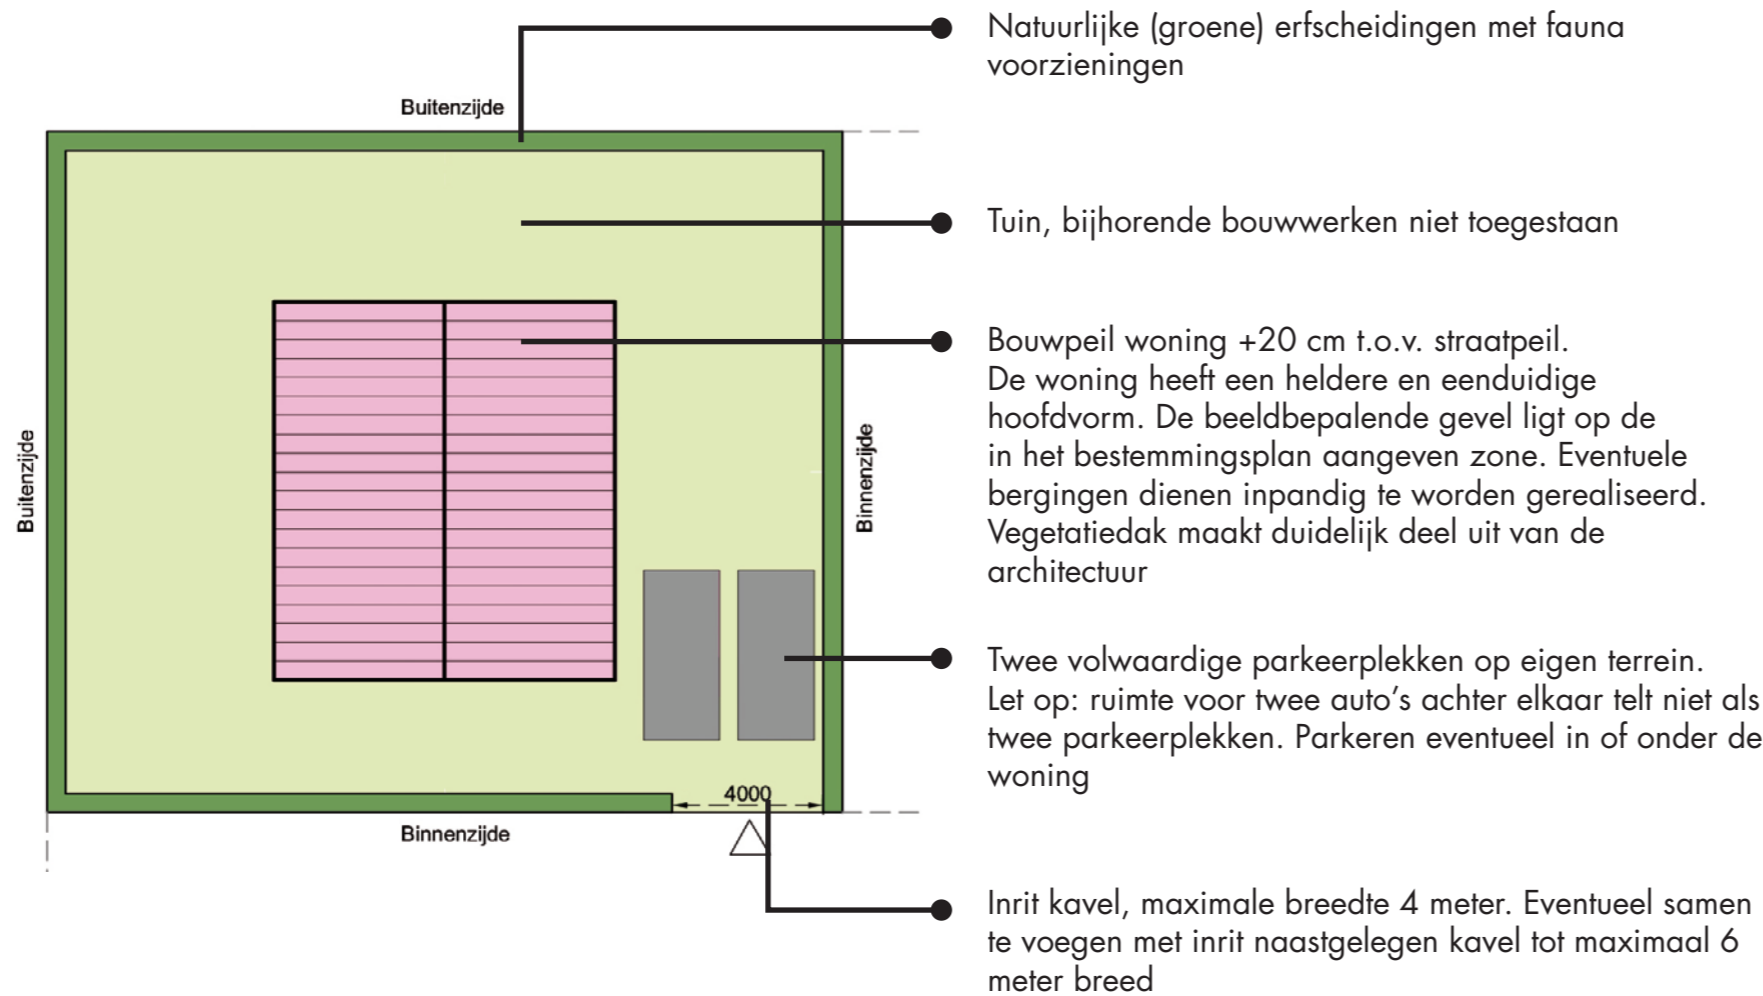 Natuurlijke (groene) erfscheidingen met fauna
voorzieningen
Buitenzijde
Tuin, bijhorende bouwwerken niet toegestaan
Bouwpeil woning +20 cm t.o.v. straatpeil.
De woning heeft een heldere en eenduidige
hoofdvorm. De beeldbepalende gevel ligt op de
in het bestemmingsplan aangeven zone. Eventuele
bergingen dienen inpandig te worden gerealiseerd.
Vegetatiedak maakt duidelijk deel uit van de
architectuur
Buitenzijde
Binnenzijde
Twee volwaardige parkeerplekken op eigen terrein.
Let op: ruimte voor twee auto‘s achter elkaar telt niet als
twee parkeerplekken. Parkeren eventueel in of onder de
woning
4000
Binnenzijde
Inrit kavel, maximale breedte 4 meter. Eventueel samen
te voegen met inrit naastgelegen kavel tot maximaal 6
meter breed